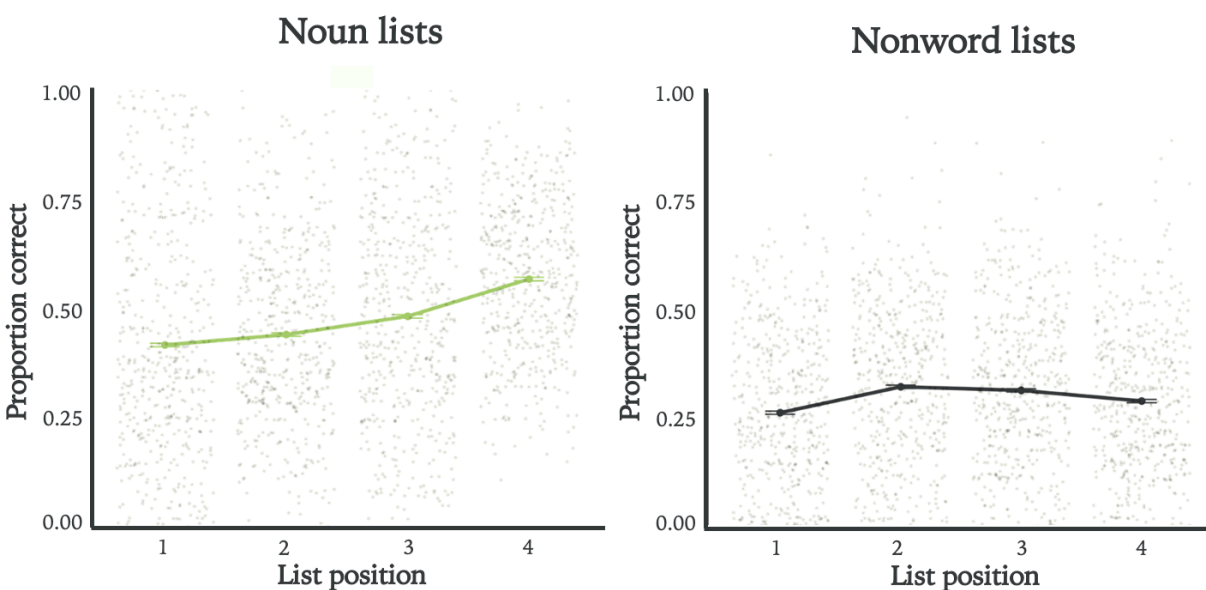 Noun lists
Proportion correct
1.00
0.75
0.50
0.25
0.00
1 2 3 4
List position
Nonword lists
Proportion correct
1.00
0.75
0.50
0.25
0.00
1 2 3 4
List position